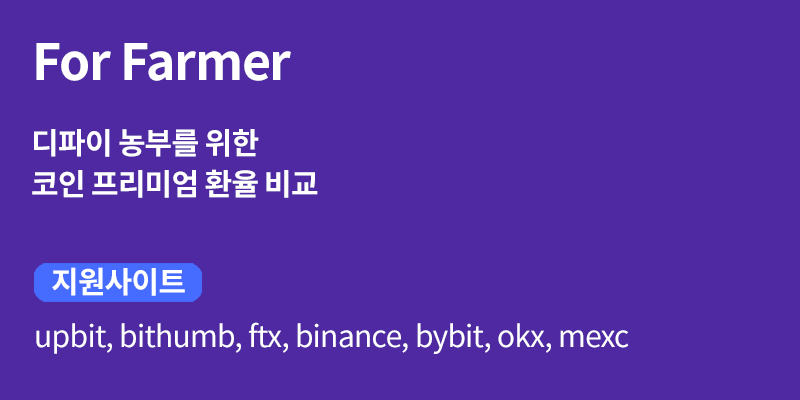 For Farmer
디파이 농부를 위한
코인 프리미엄 환율 비교
지원사이트
upbit, bithumb, ftx, binance, bybit, okx, mexc